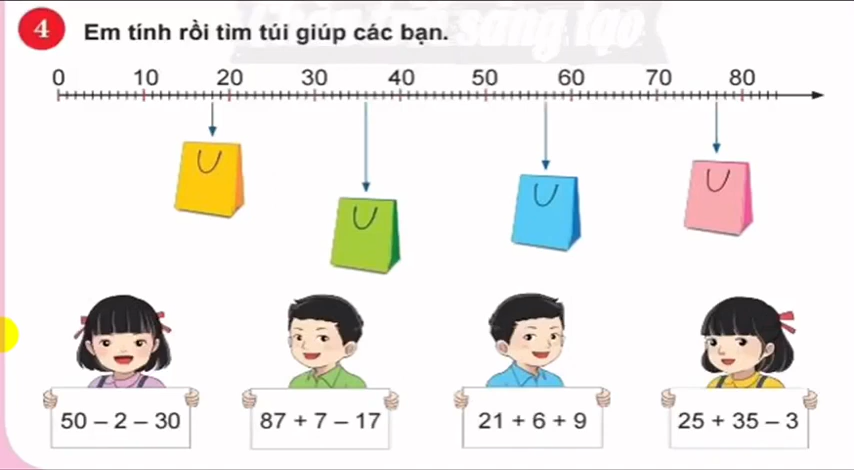 4 Em tính rồi tìm túi giúp các bạn.
0 10 20 30 40 50 60 70 80
50 – 2 – 30
87 + 7 – 17
21 + 6 + 9
25 + 35 – 3